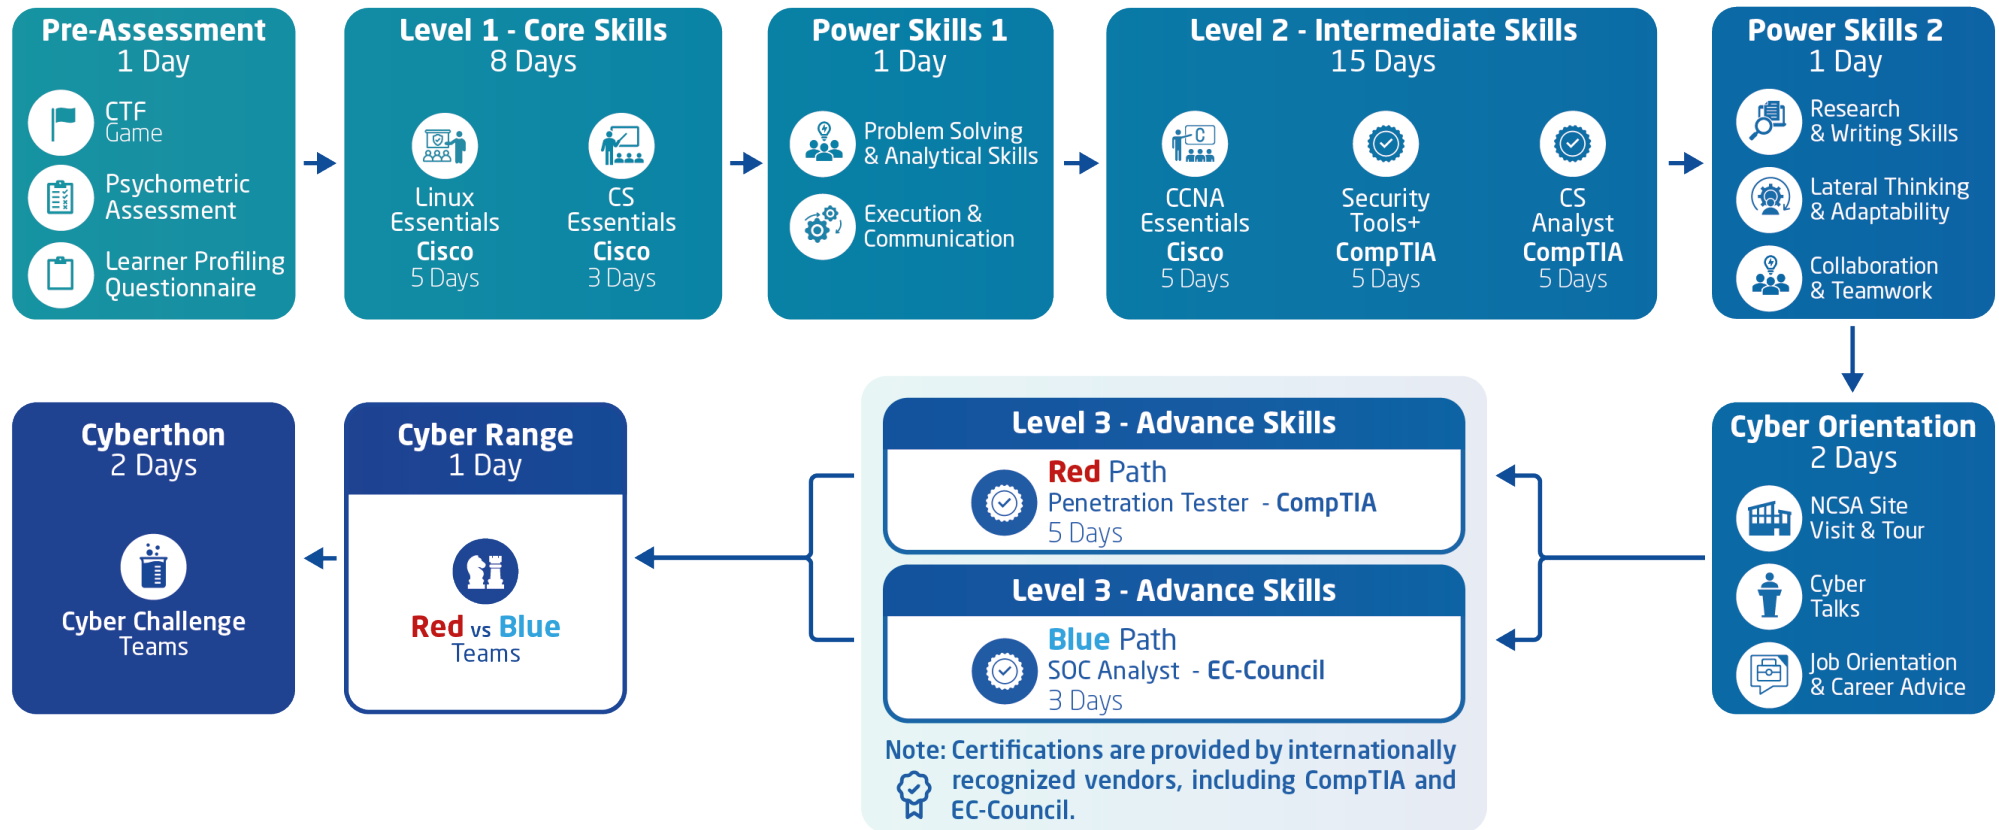 Pre-Assessment
1 Day
CTF
Game
Psychometric
Assessment
Learner Profiling
Questionnaire
Level 1 - Core Skills
8 Days
Linux
Essentials
Cisco
5 Days
CS
Essentials
Cisco
3 Days
Power Skills 1
1 Day
Problem Solving
& Analytical Skills
Execution &
Communication
Level 2 - Intermediate Skills
15 Days
C
CCNA
Essentials
Cisco
5 Days
Security
Tools+
CompTIA
5 Days
CS
Analyst
CompTIA
5 Days
Power Skills 2
1 Day
Research
& Writing Skills
Lateral Thinking
& Adaptability
Collaboration
& Teamwork
Cyber Orientation
2 Days
NCSA Site
Visit & Tour
Cyber
Talks
Job Orientation
& Career Advice
Level 3 - Advance Skills
Red Path
Penetration Tester - CompTIA
5 Days
Level 3 - Advance Skills
Blue Path
SOC Analyst - EC-Council
3 Days
Note: Certifications are provided by internationally
recognized vendors, including CompTIA and
EC-Council.
Cyber Range
1 Day
Red vs Blue
Teams
Cyberthon
2 Days
Cyber Challenge
Teams